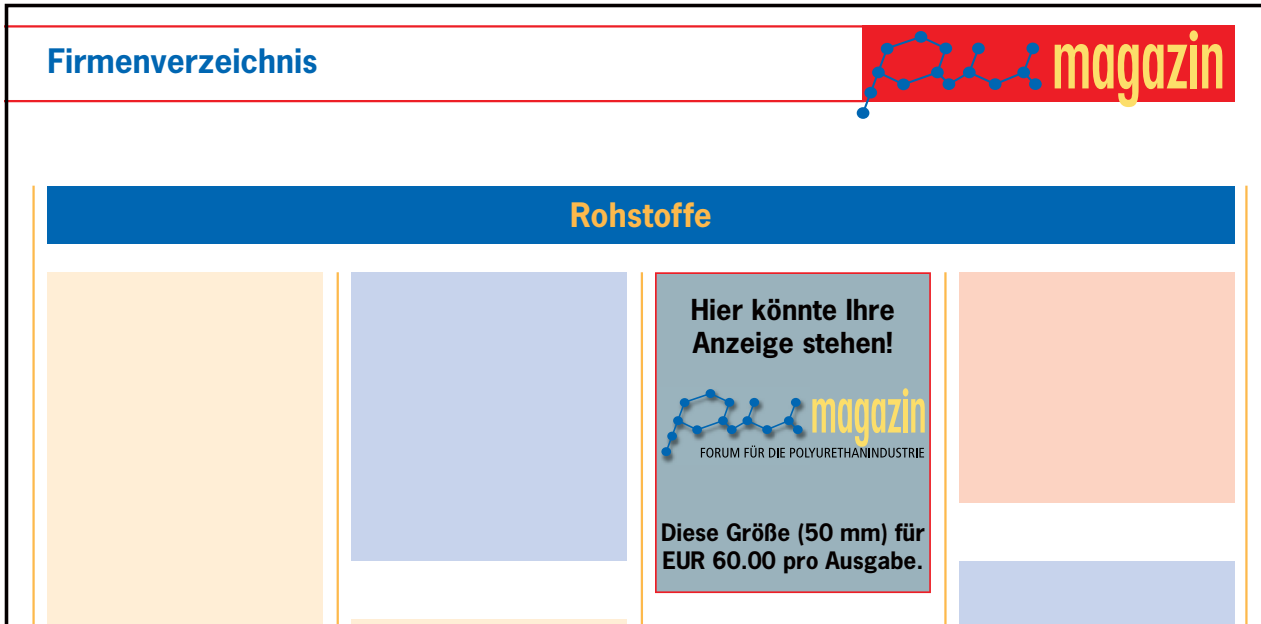 Firmenverzeichnis
magazin
Rohstoffe
Hier könnte Ihre
Anzeige stehen!
magazin
FORUM FÜR DIE POLYURETHANINDUSTRIE
Diese Größe (50 mm) für
EUR 60.00 pro Ausgabe.